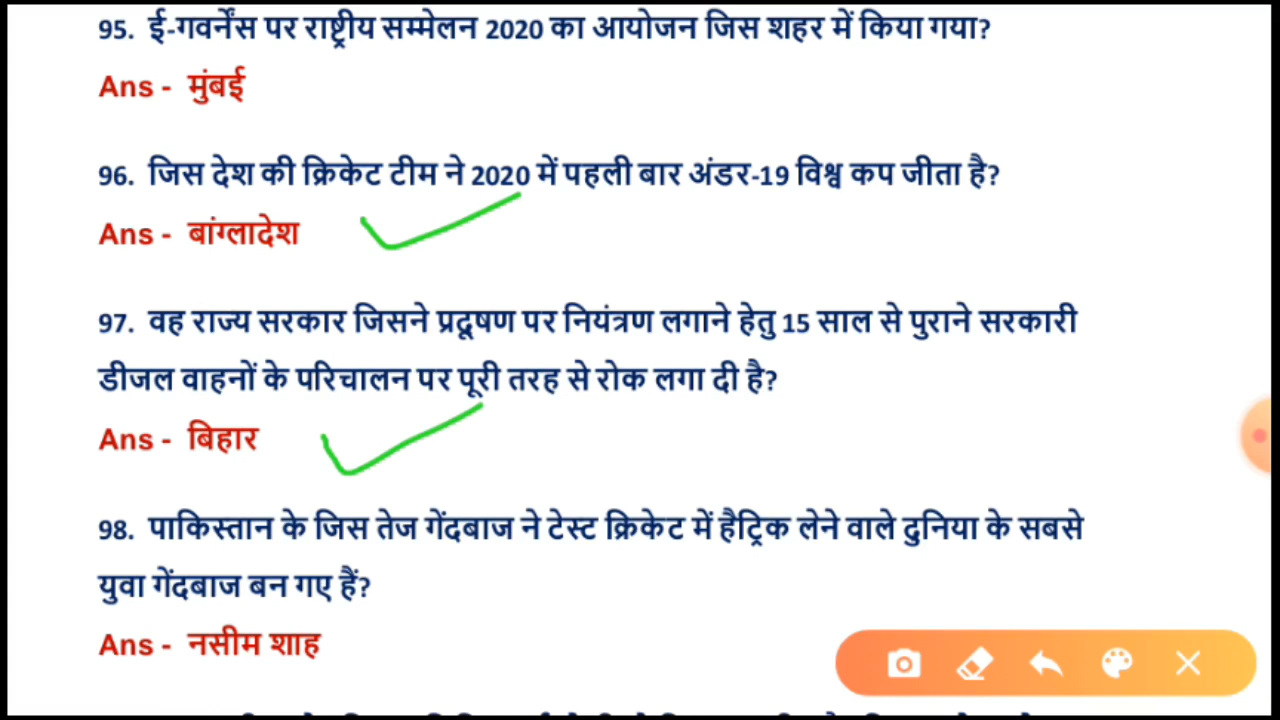 95. ई-गवर्नेंस पर राष्ट्रीय सम्मेलन 2020 का आयोजन जिस शहर में किया गया?
Ans - मुंबई
96. जिस देश की क्रिकेट टीम ने 2020 में पहली बार अंडर-19 विश्व कप जीता है?
Ans - बांग्लादेश
97. वह राज्य सरकार जिसने प्रदूषण पर नियंत्रण लगाने हेतु 15 साल से पुराने सरकारी
डीजल वाहनों के परिचालन पर पूरी तरह से रोक लगा दी है?
Ans - बिहार
98. पाकिस्तान के जिस तेज गेंदबाज ने टेस्ट क्रिकेट में हैट्रिक लेने वाले दुनिया के सबसे
युवा गेंदबाज बन गए हैं?
Ans - नसीम शाह